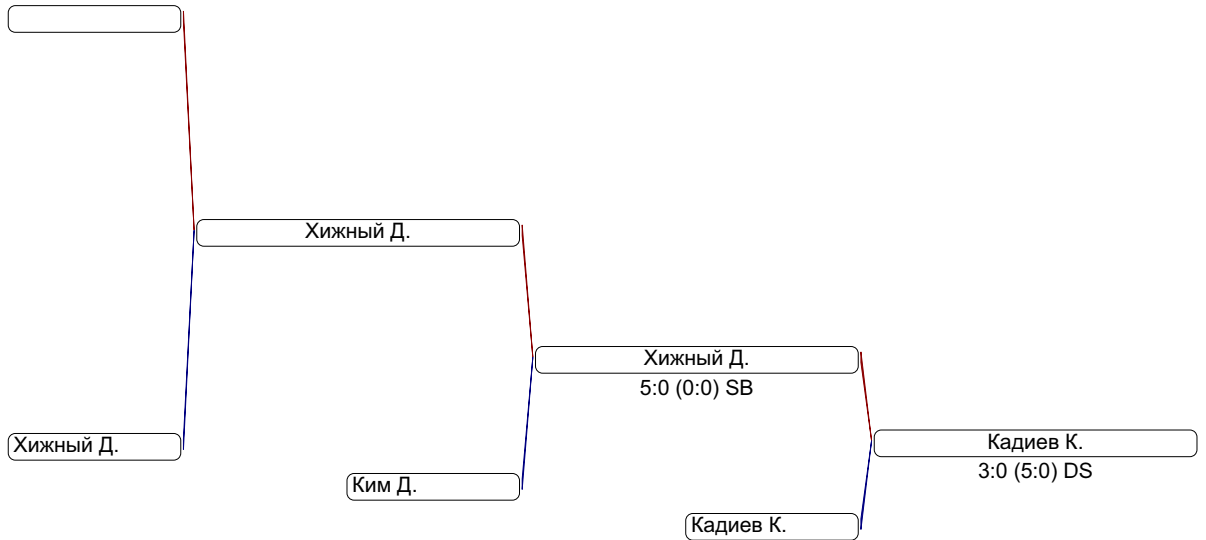 Хижный Д.
Хижный Д.
5:0 (0:0) SB
Хижный Д.
Кадиев К.
3:0 (5:0) DS
Ким Д.
Кадиев К.